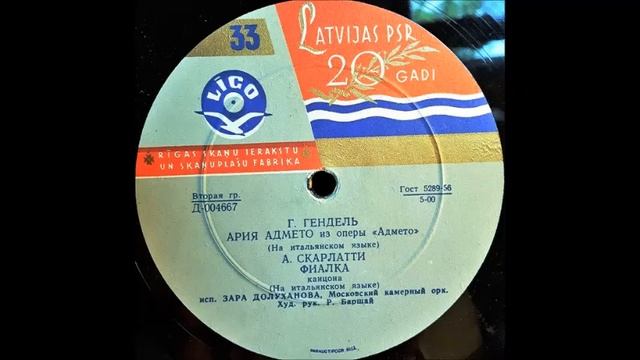 33
LATVIJAS PSR
20 GADI
LĪGO
RĪGAS SKAŅU IERAKSTU
UN SKAŅUPLAŠU FABRIKA
Вторая гр.
Д-004667
Гост 5289-56
5-00
Г. ГЕНДЕЛЬ
АРИЯ АДМЕТО из оперы «Адмето»
(На итальянском языке)
А. СКАРЛАТТИ
ФИАЛКА
канцона
(На итальянском языке)
исп. ЗАРА ДОЛУХАНОВА, Московский камерный орк.
Худ. рук. Р. Баршай